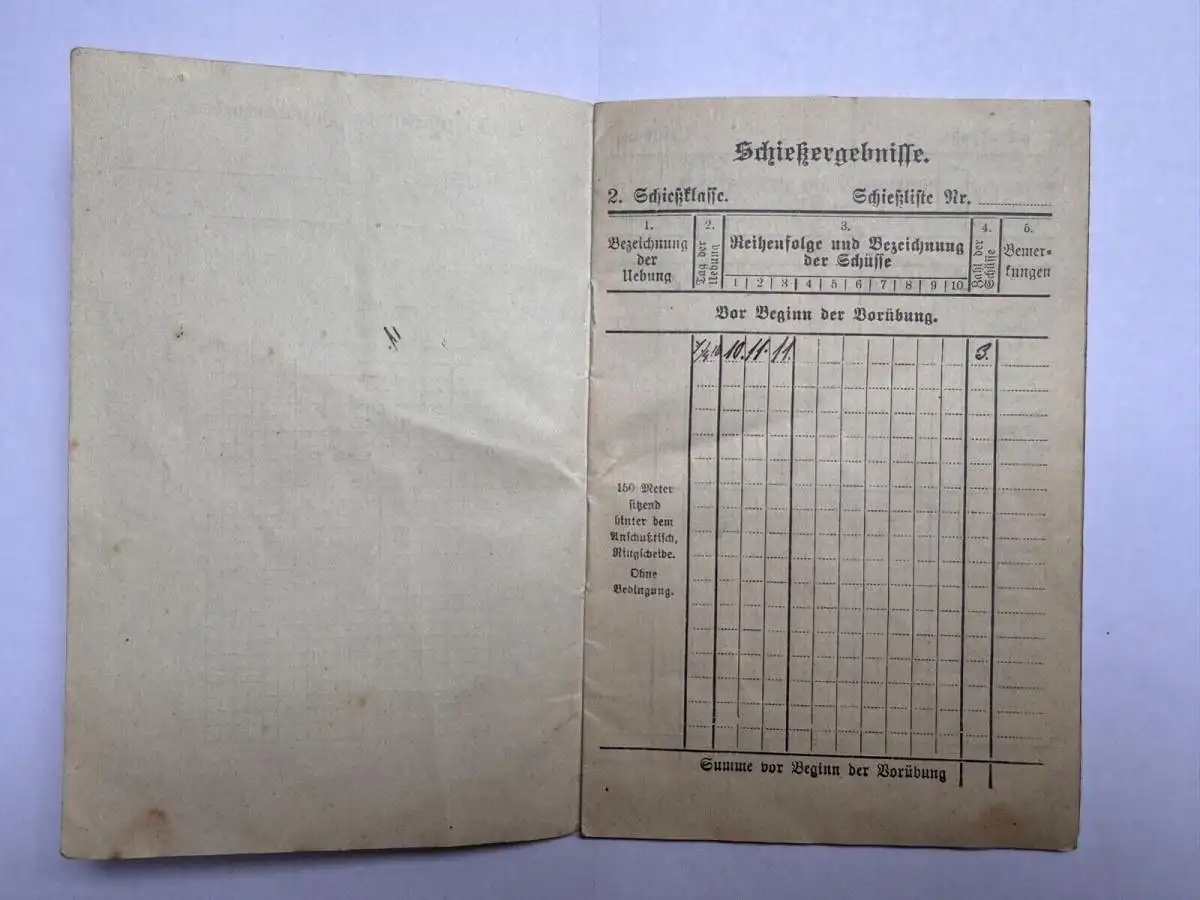 11.
Schießergebnisse.
2. Schießklasse. Schießliste Nr.
1. 2. 3. 4. 5.
Bezeichnung der Uebung
Tag der Uebung
Reihenfolge und Bezeichnung der Schüsse
Zahl der Schüsse
Bemerkungen
1 2 3 4 5 6 7 8 9 10
Vor Beginn der Vorübung.
10. 11. 11. 3.
150 Meter
sitzend
hinter dem
Anschußtisch,
Ringscheibe.
Ohne
Bedingung.
Summe vor Beginn der Vorübung